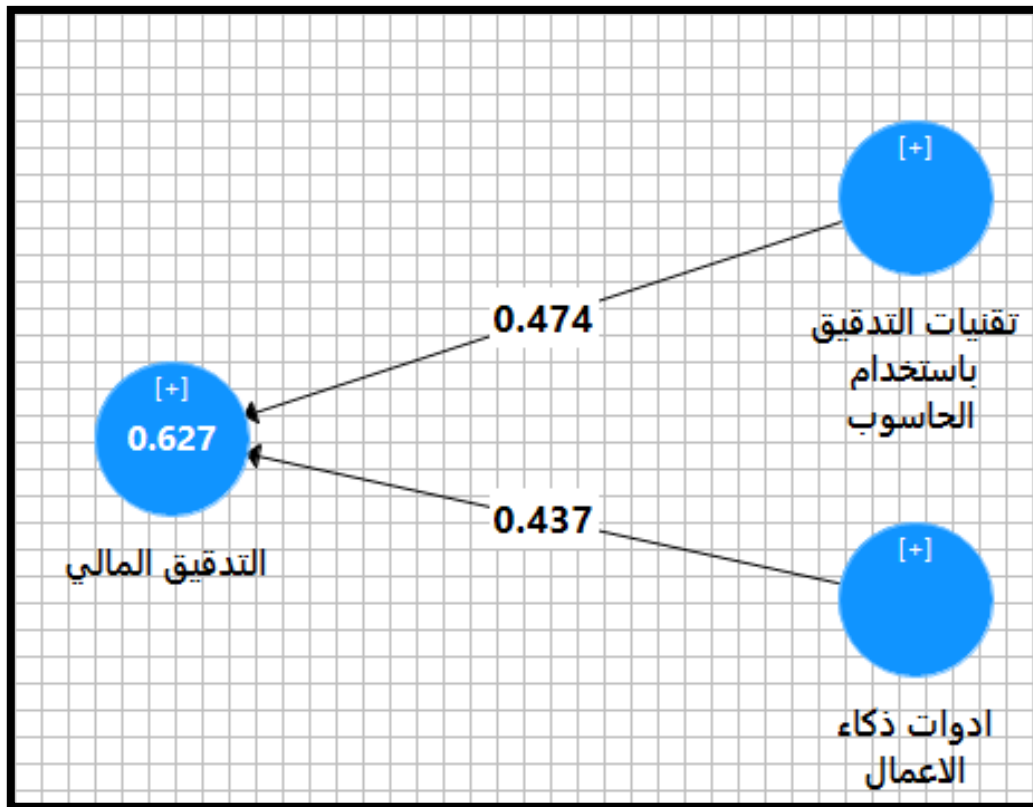 [+]
تقنيات التدقيق
باستخدام
الحاسوب
0.474
[+]
0.627
التدقيق المالي
0.437
[+]
ادوات ذكاء
الاعمال